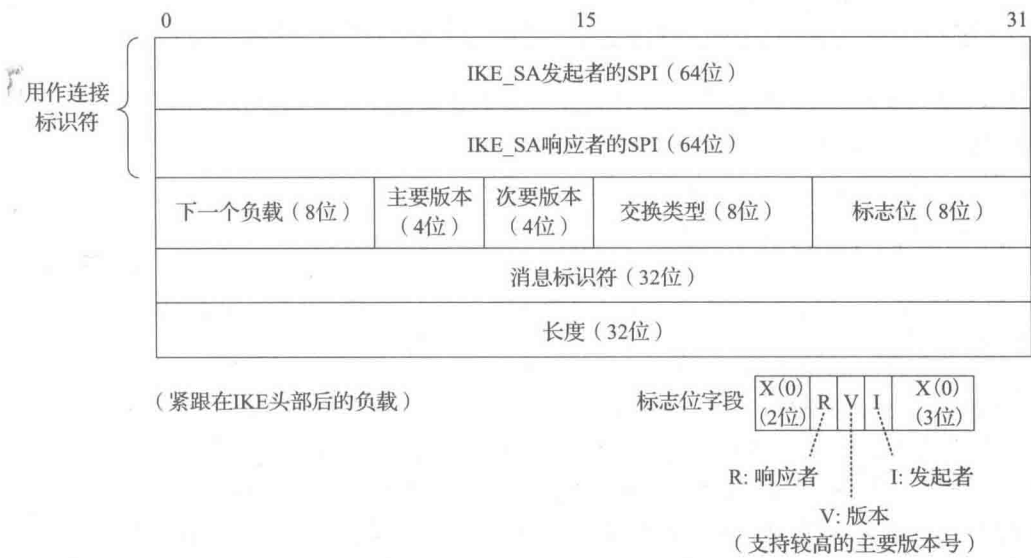 0 15 31
用作连接
标识符
IKE_SA发起者的SPI（64位）
IKE_SA响应者的SPI（64位）
下一个负载（8位）
主要版本
（4位）
次要版本
（4位）
交换类型（8位）
标志位（8位）
消息标识符（32位）
长度（32位）
（紧跟在IKE头部后的负载）
标志位字段
X(0)
(2位)
R
V
I
X(0)
(3位)
R: 响应者
I: 发起者
V: 版本
（支持较高的主要版本号）